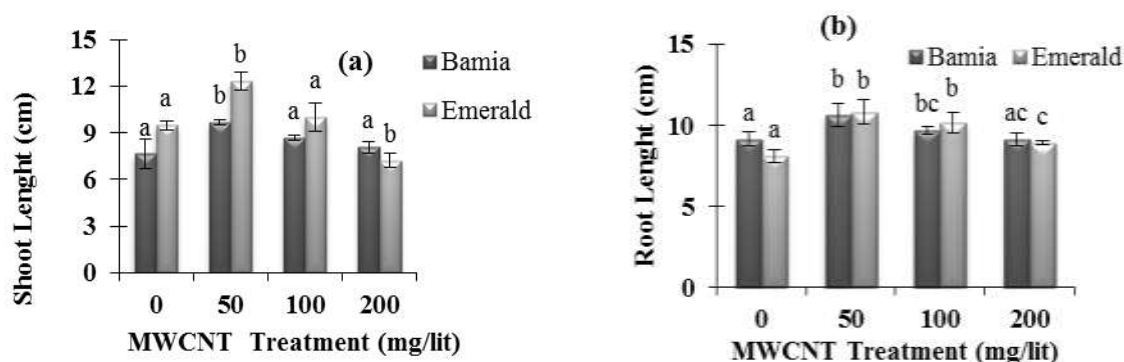 15
12
9
6
3
0
Shoot Lenght (cm)
a
a
b
b
a
a
a
b
(a)
Bamia
Emerald
0 50 100 200
MWCNT Treatment (mg/lit)
(b)
15
10
5
0
Root Lenght (cm)
Bamia Emerald
a
a
b
b
bc
b
ac
c
0 50 100 200
MWCNT Treatment (mg/lit)